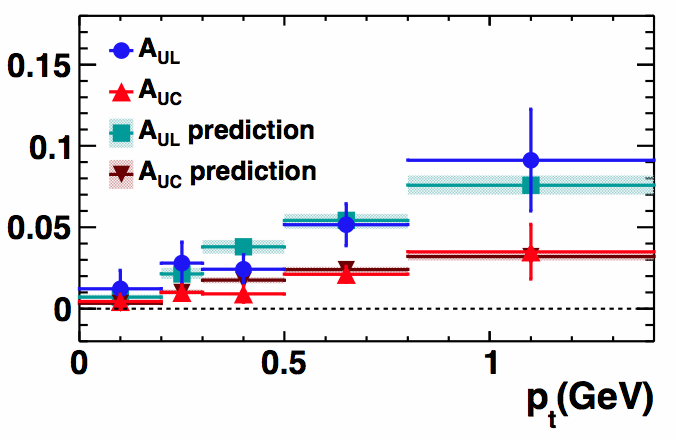 A_UL
A_UC
A_UL prediction
A_UC prediction
0.15
0.1
0.05
0
0 0.5 1
p_t(GeV)